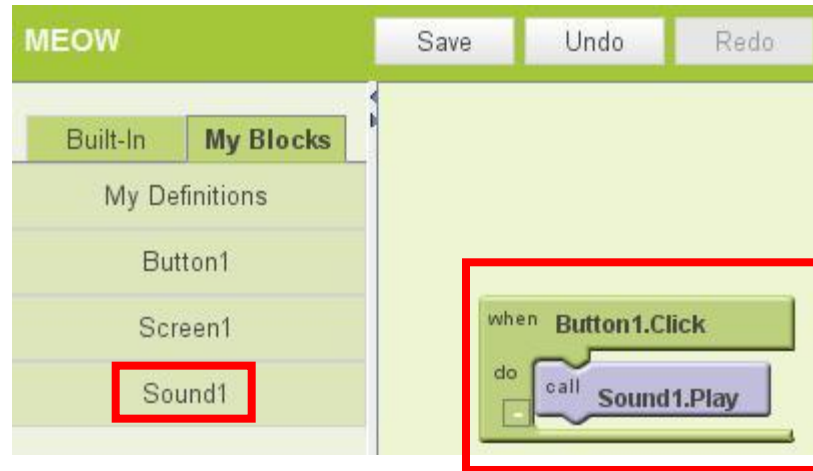 MEOW
Save Undo Redo
Built-In My Blocks
My Definitions
Button1
Screen1
Sound1
when Button1.Click
do call Sound1.Play